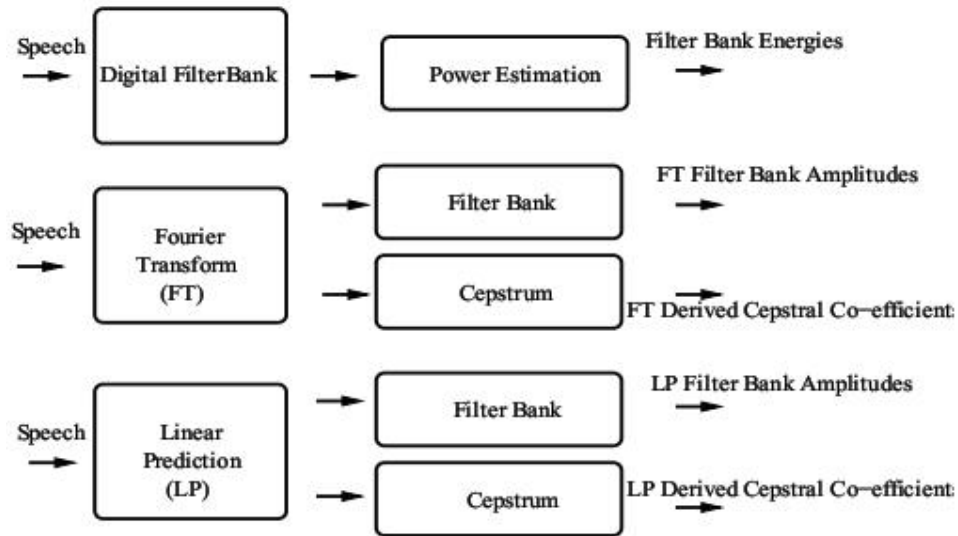 Speech
Digital FilterBank
Power Estimation
Filter Bank Energies
Speech
Fourier
Transform
(FT)
Filter Bank
FT Filter Bank Amplitudes
Cepstrum
FT Derived Cepstral Co-efficient
Speech
Linear
Prediction
(LP)
Filter Bank
LP Filter Bank Amplitudes
Cepstrum
LP Derived Cepstral Co-efficient